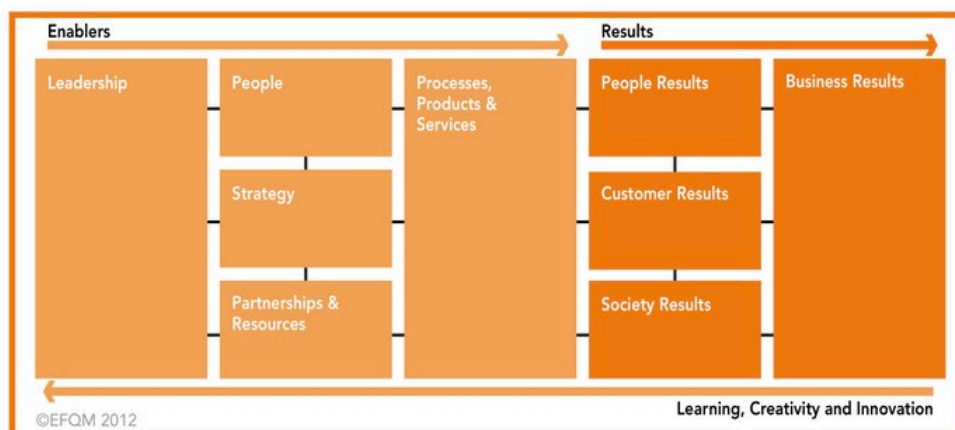 Enablers
Results
Leadership
People
Processes,
Products &
Services
People Results
Business Results
Strategy
Customer Results
Partnerships &
Resources
Society Results
Learning, Creativity and Innovation
©EFQM 2012